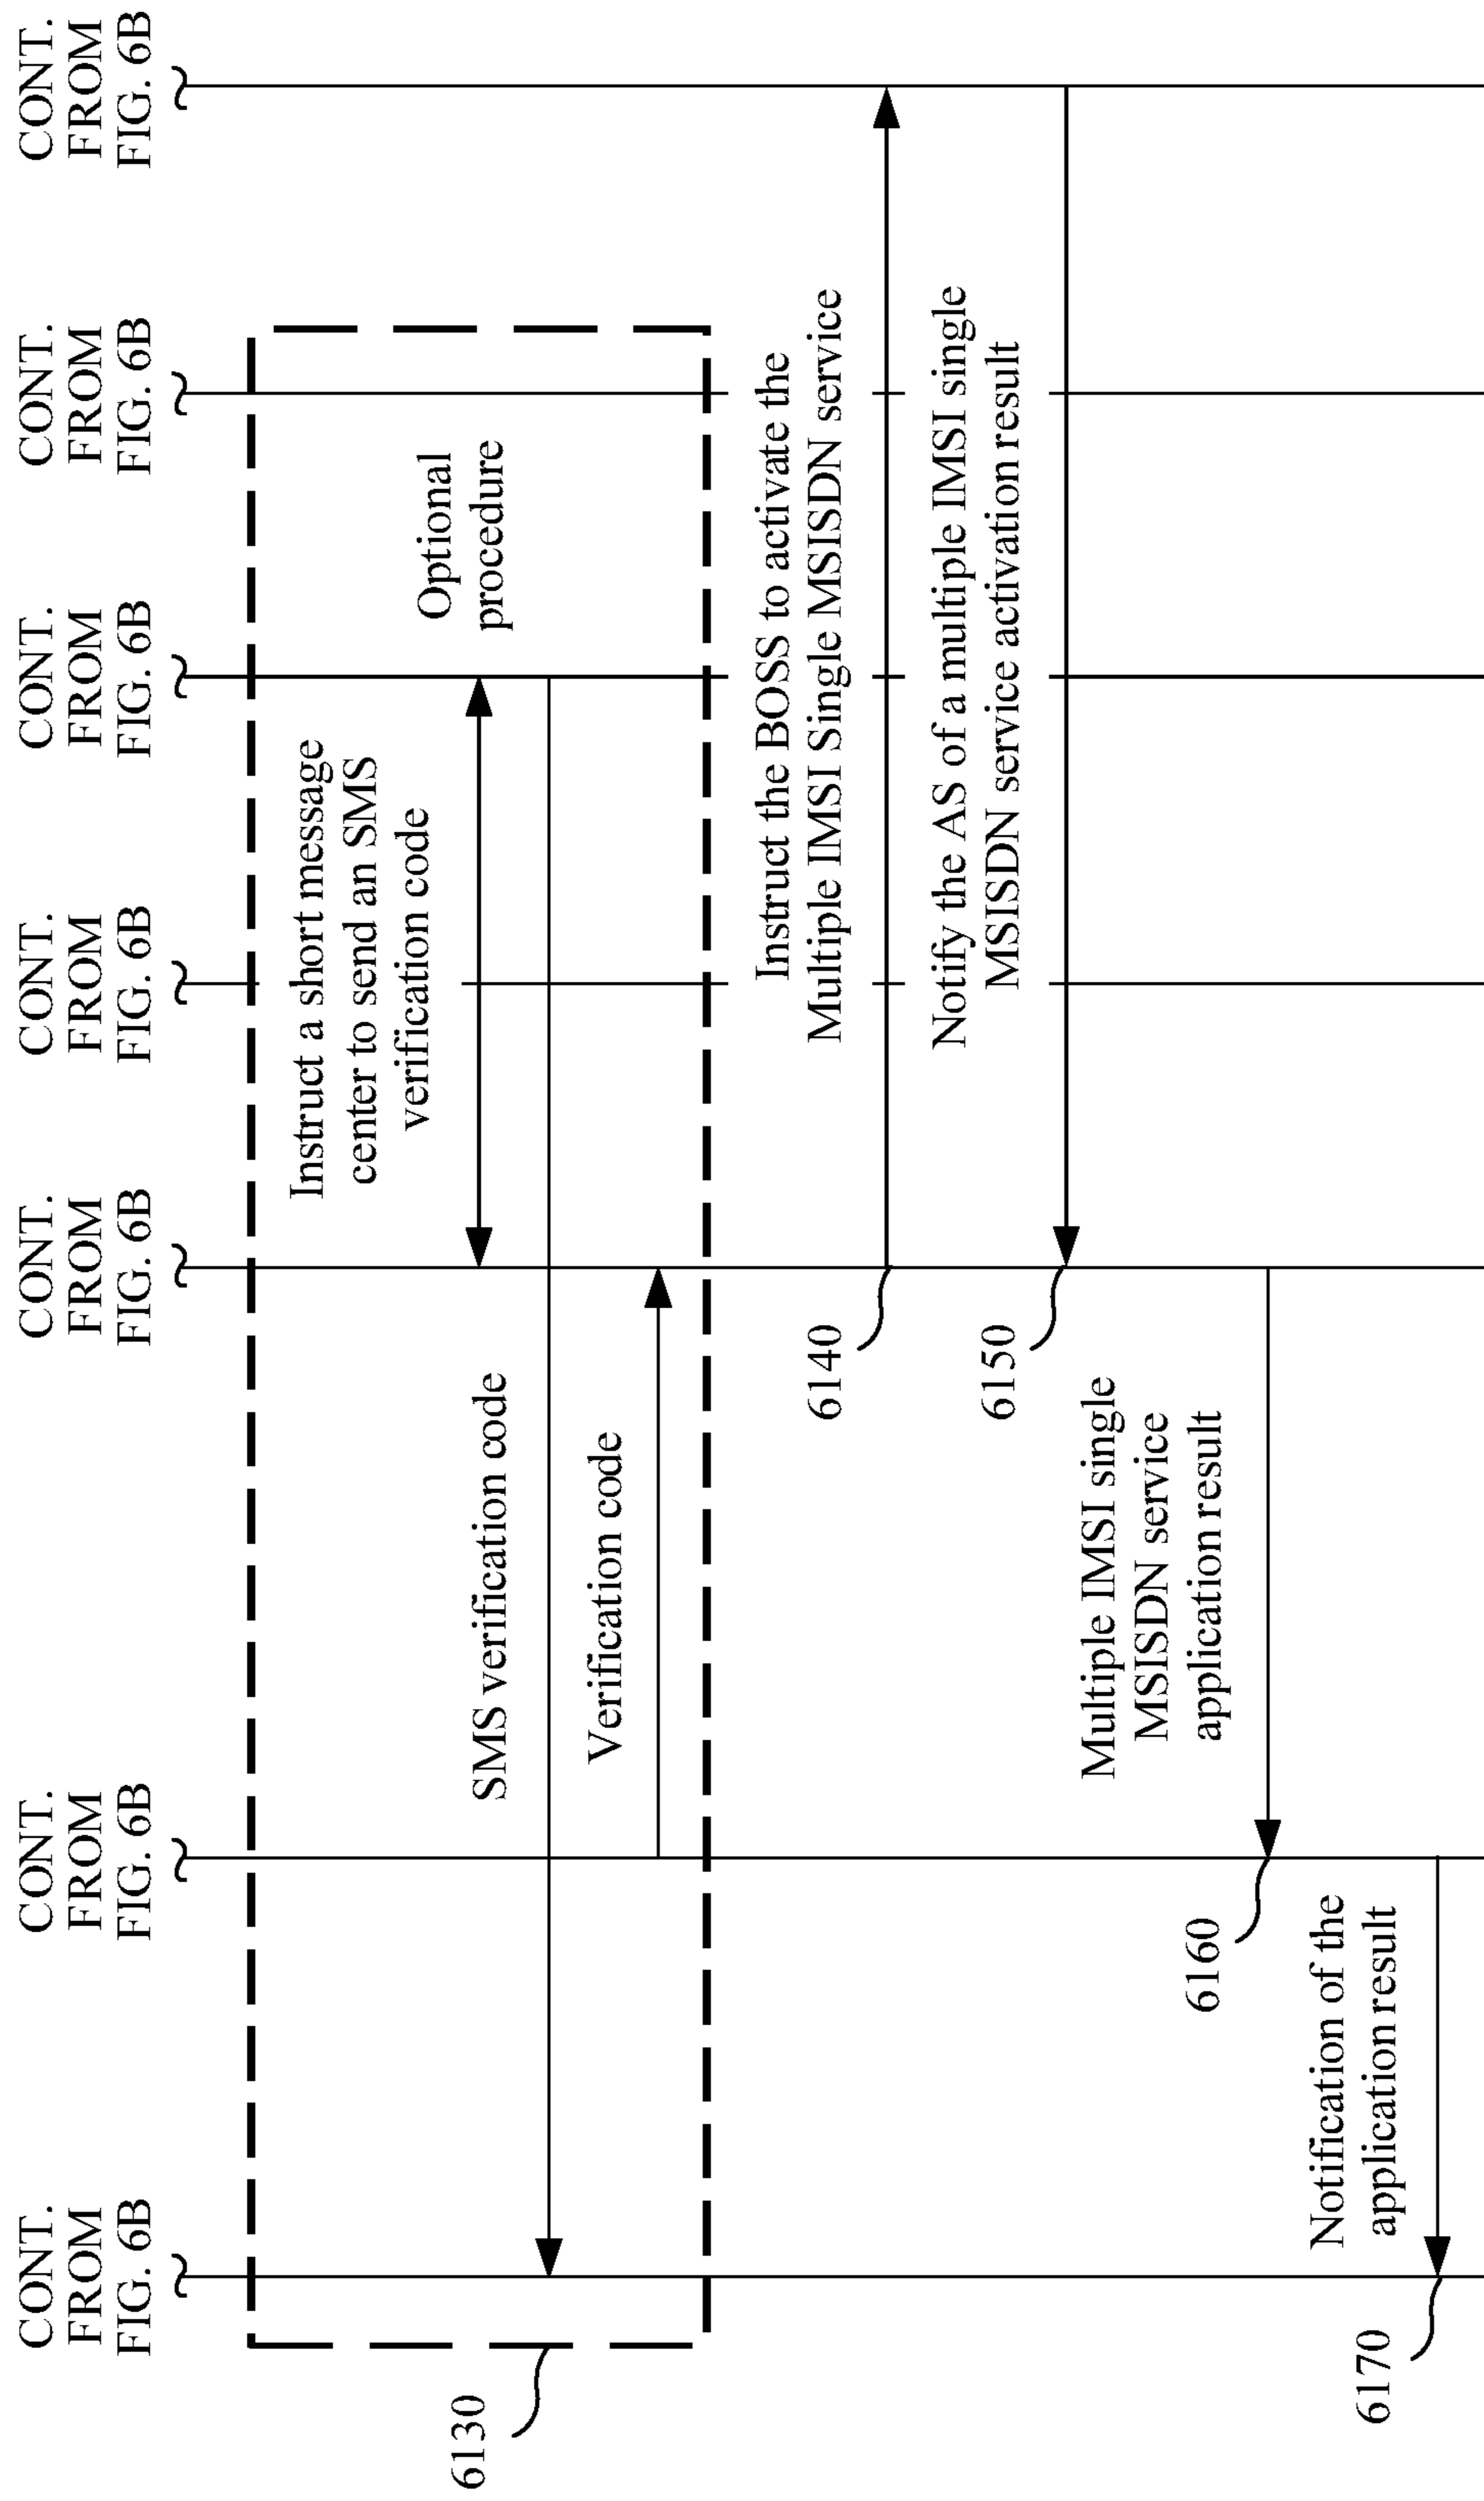 CONT.
FROM
FIG. 6B
CONT.
FROM
FIG. 6B
CONT.
FROM
FIG. 6B
CONT.
FROM
FIG. 6B
CONT.
FROM
FIG. 6B
CONT.
FROM
FIG. 6B
CONT.
FROM
FIG. 6B
Instruct a short message
center to send an SMS
verification code
Optional
procedure
6130
SMS verification code
Verification code
Instruct the BOSS to activate the
Multiple IMSI Single MSISDN service
6140
Notify the AS of a multiple IMSI single
MSISDN service activation result
6150
Multiple IMSI single
MSISDN service
application result
6160
Notification of the
application result
6170